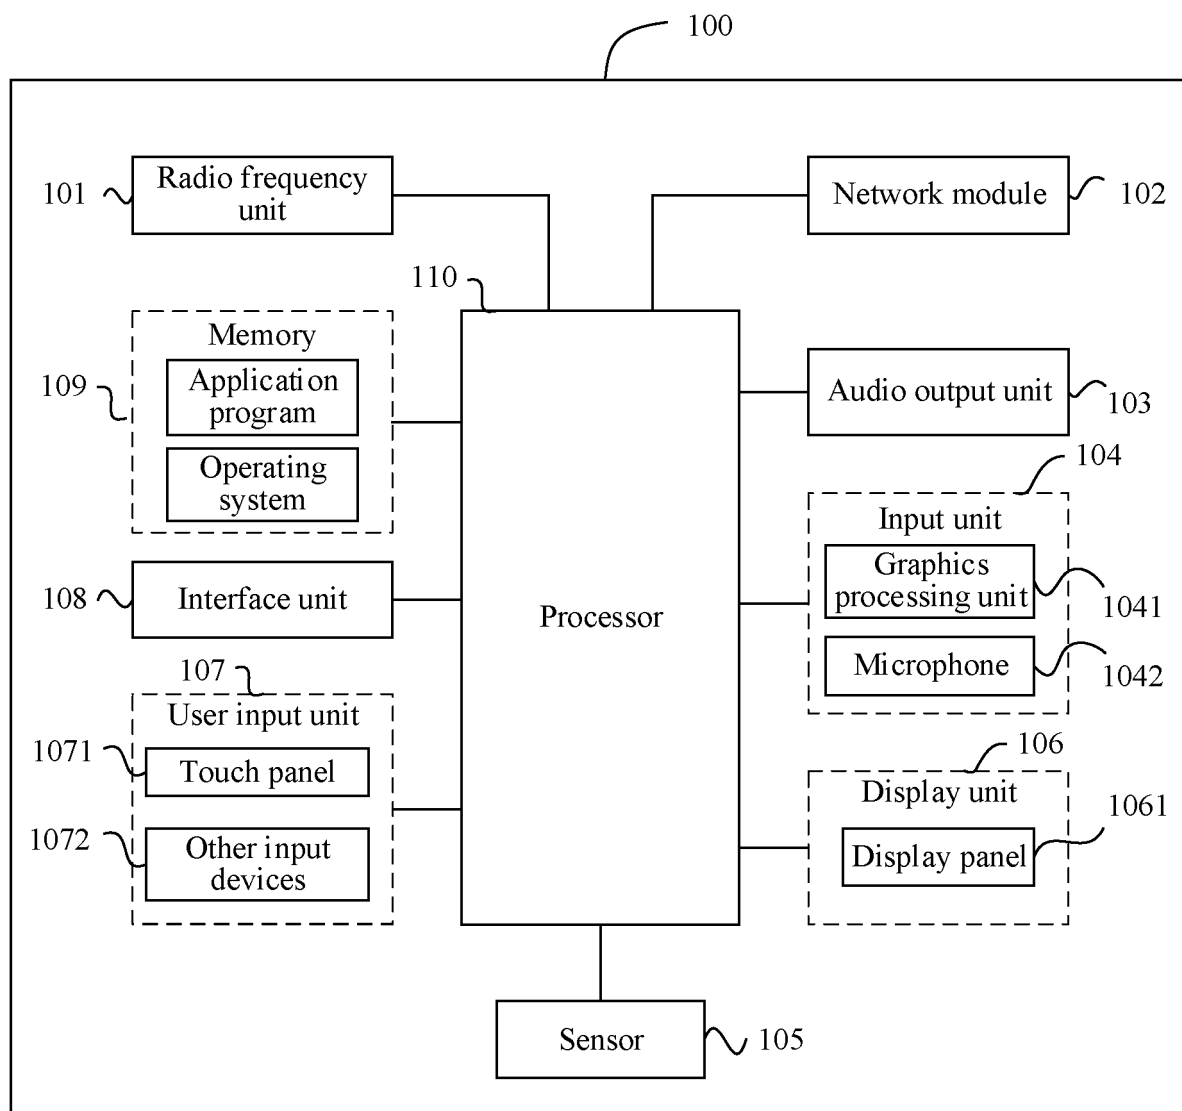 100
101
Radio frequency
unit
Network module
102
110
109
Memory
Application
program
Operating
system
Audio output unit
103
104
Input unit
Graphics
processing unit
1041
Microphone
1042
108
Interface unit
Processor
107
User input unit
1071
Touch panel
1072
Other input
devices
106
Display unit
1061
Display panel
Sensor
105